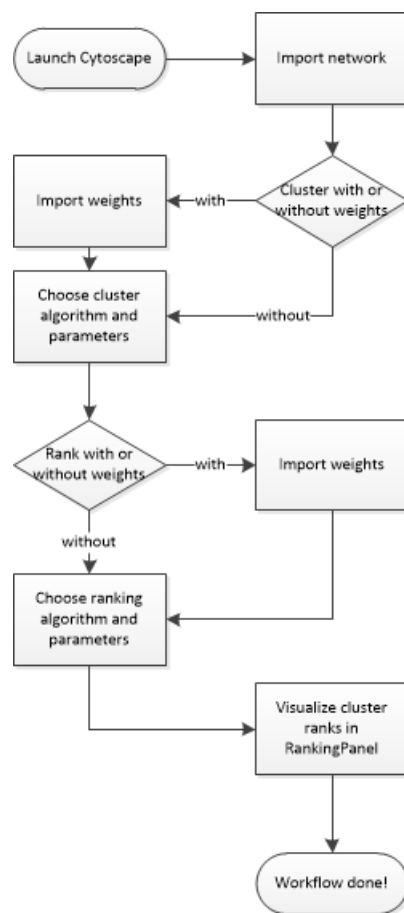 Launch Cytoscape
Import network
Cluster with or
without weights
with
Import weights
without
Choose cluster
algorithm and
parameters
Rank with or
without weights
with
Import weights
without
Choose ranking
algorithm and
parameters
Visualize cluster
ranks in
RankingPanel
Workflow done!